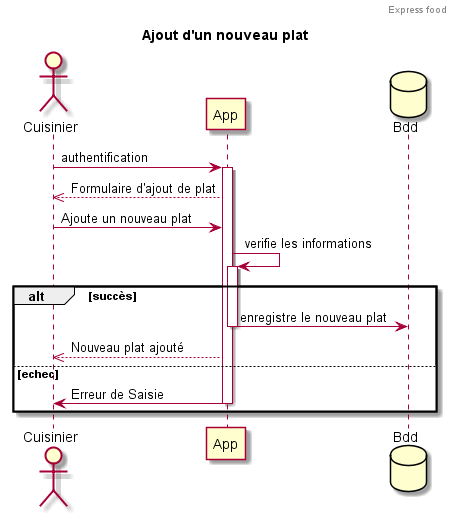 Express food
Ajout d'un nouveau plat
Cuisinier
App
Bdd
authentification
Formulaire d'ajout de plat
Ajoute un nouveau plat
verifie les informations
alt [succès]
enregistre le nouveau plat
Nouveau plat ajouté
[echec]
Erreur de Saisie
Cuisinier
App
Bdd